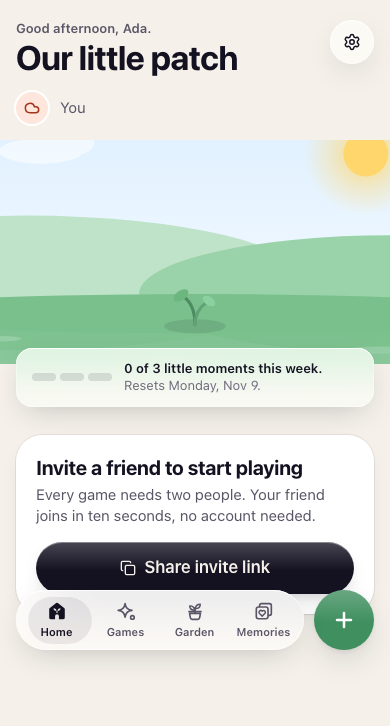 Good afternoon, Ada.
Our little patch
You
0 of 3 little moments this week.
Resets Monday, Nov 9.
Invite a friend to start playing
Every game needs two people. Your friend
joins in ten seconds, no account needed.
Share invite link
Home
Games
Garden
Memories